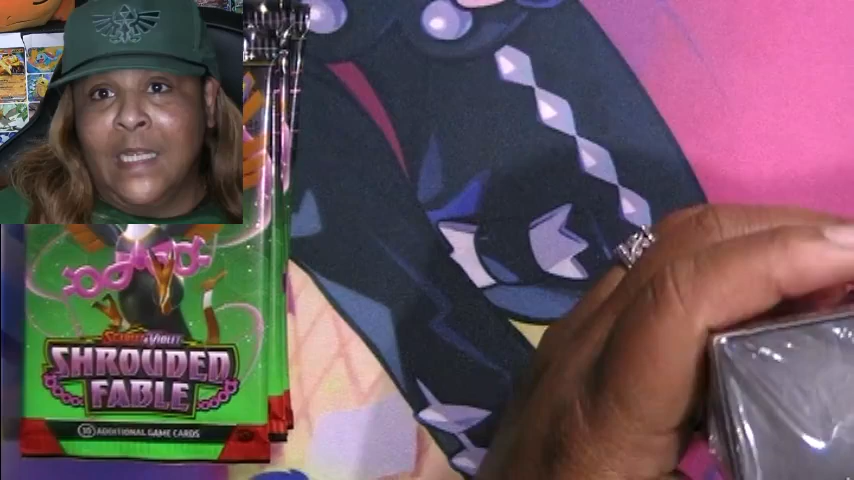 SCARLET & VIOLET
SHROUDED
FABLE
10 ADDITIONAL GAME CARDS